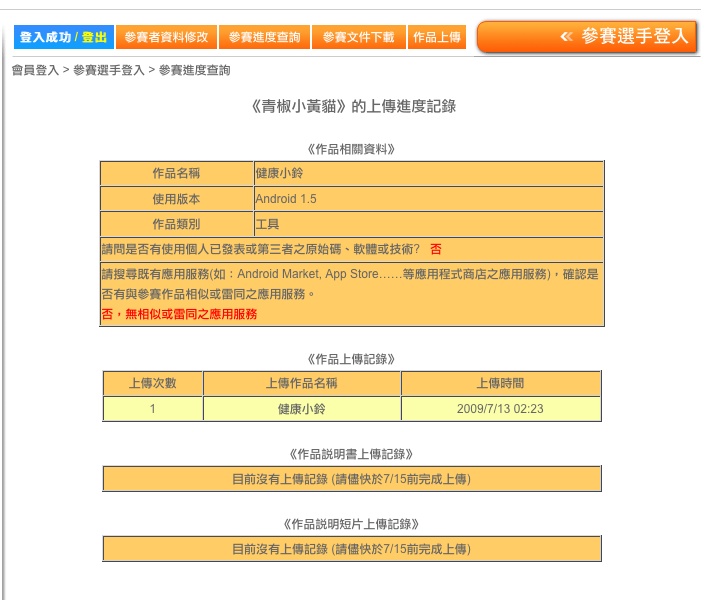 登入成功 / 登出 參賽者資料修改 參賽進度查詢 參賽文件下載 作品上傳 « 參賽選手登入
會員登入 > 參賽選手登入 > 參賽進度查詢
《青椒小黃貓》的上傳進度記錄
《作品相關資料》
作品名稱 健康小鈴
使用版本 Android 1.5
作品類別 工具
請問是否有使用個人已發表或第三者之原始碼、軟體或技術? 否
請搜尋既有應用服務(如：Android Market, App Store……等應用程式商店之應用服務)，確認是
否有與參賽作品相似或雷同之應用服務。
否，無相似或雷同之應用服務
《作品上傳記錄》
上傳次數 上傳作品名稱 上傳時間
1 健康小鈴 2009/7/13 02:23
《作品說明書上傳記錄》
目前沒有上傳記錄 (請儘快於7/15前完成上傳)
《作品說明短片上傳記錄》
目前沒有上傳記錄 (請儘快於7/15前完成上傳)